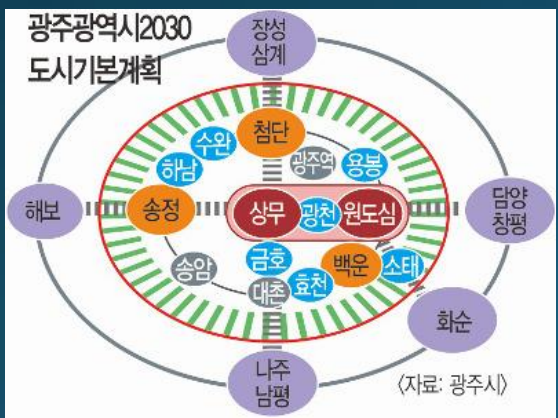 광주광역시2030
도시기본계획
장성
삼계
첨단
수완
광주역
용봉
하남
해보
송정
상무
광천
원도심
담양
창평
송암
금호
백운
소태
대촌
효천
화순
나주
남평
〈자료: 광주시〉